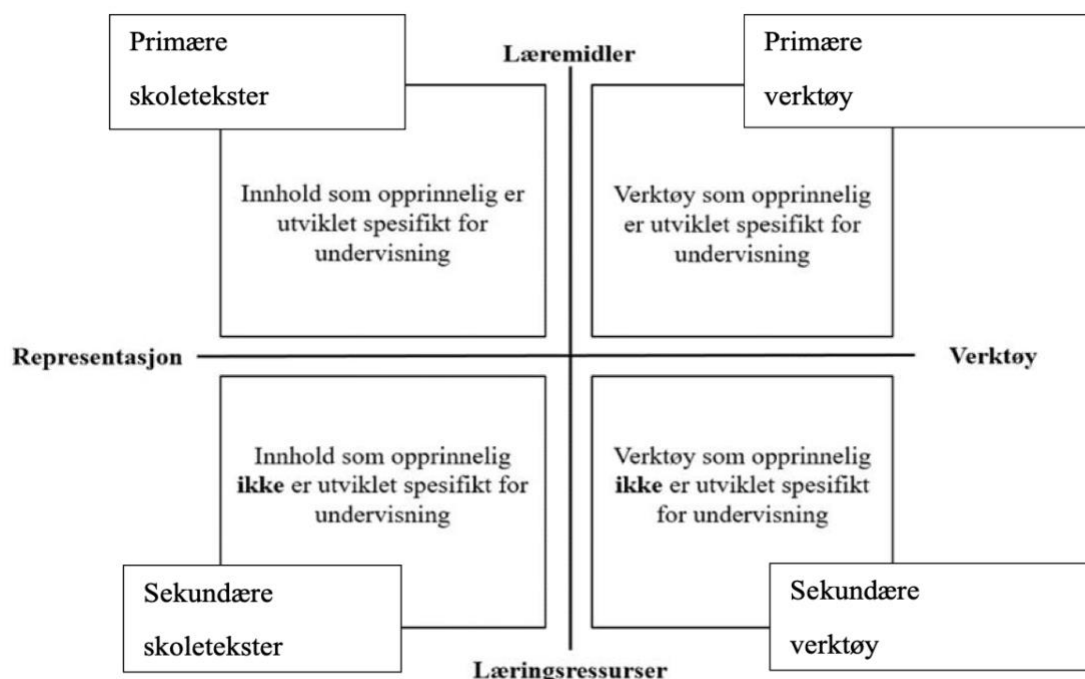 Primære
skoletekster
Læremidler
Primære
verktøy
Innhold som opprinnelig er
utviklet spesifikt for
undervisning
Verktøy som opprinnelig
er utviklet spesifikt for
undervisning
Representasjon
Verktøy
Innhold som opprinnelig
ikke er utviklet spesifikt for
undervisning
Verktøy som opprinnelig
ikke er utviklet spesifikt
for undervisning
Sekundære
skoletekster
Sekundære
verktøy
Læringsressurser